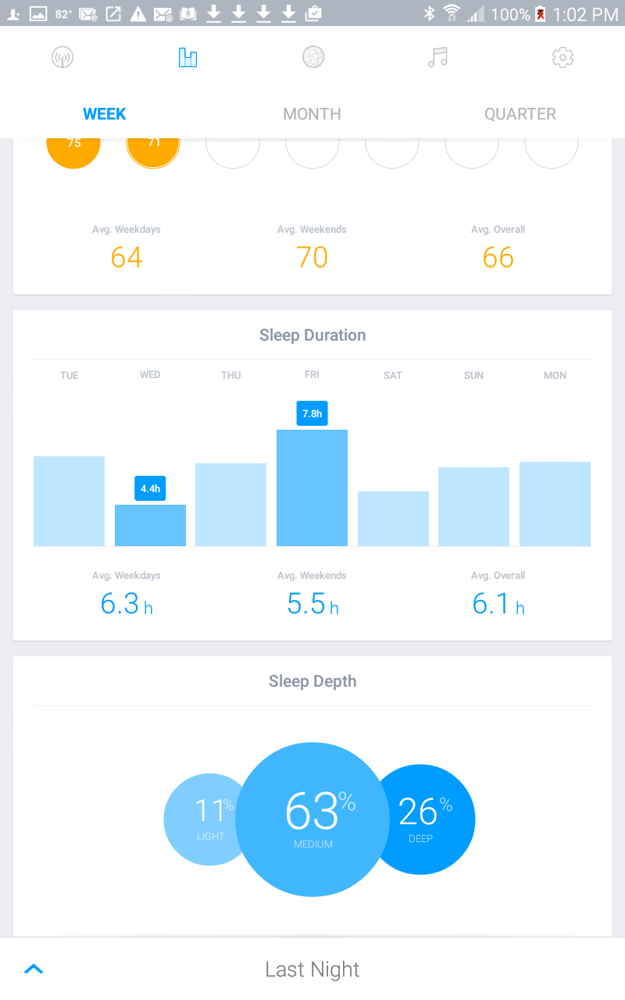 82° 100% 1:02 PM
WEEK MONTH QUARTER
75 71
Avg. Weekdays Avg. Weekends Avg. Overall
64 70 66
Sleep Duration
TUE WED THU FRI SAT SUN MON
7.8h
4.4h
Avg. Weekdays Avg. Weekends Avg. Overall
6.3 h 5.5 h 6.1 h
Sleep Depth
11% 63% 26%
LIGHT MEDIUM DEEP
Last Night